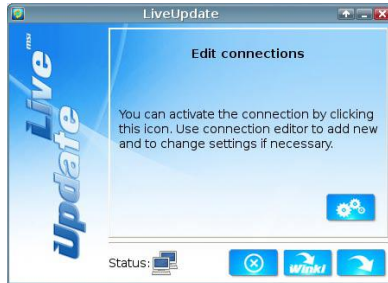 LiveUpdate
msi
Live
Update
Edit connections
You can activate the connection by clicking
this icon. Use connection editor to add new
and to change settings if necessary.
Status:
Winki